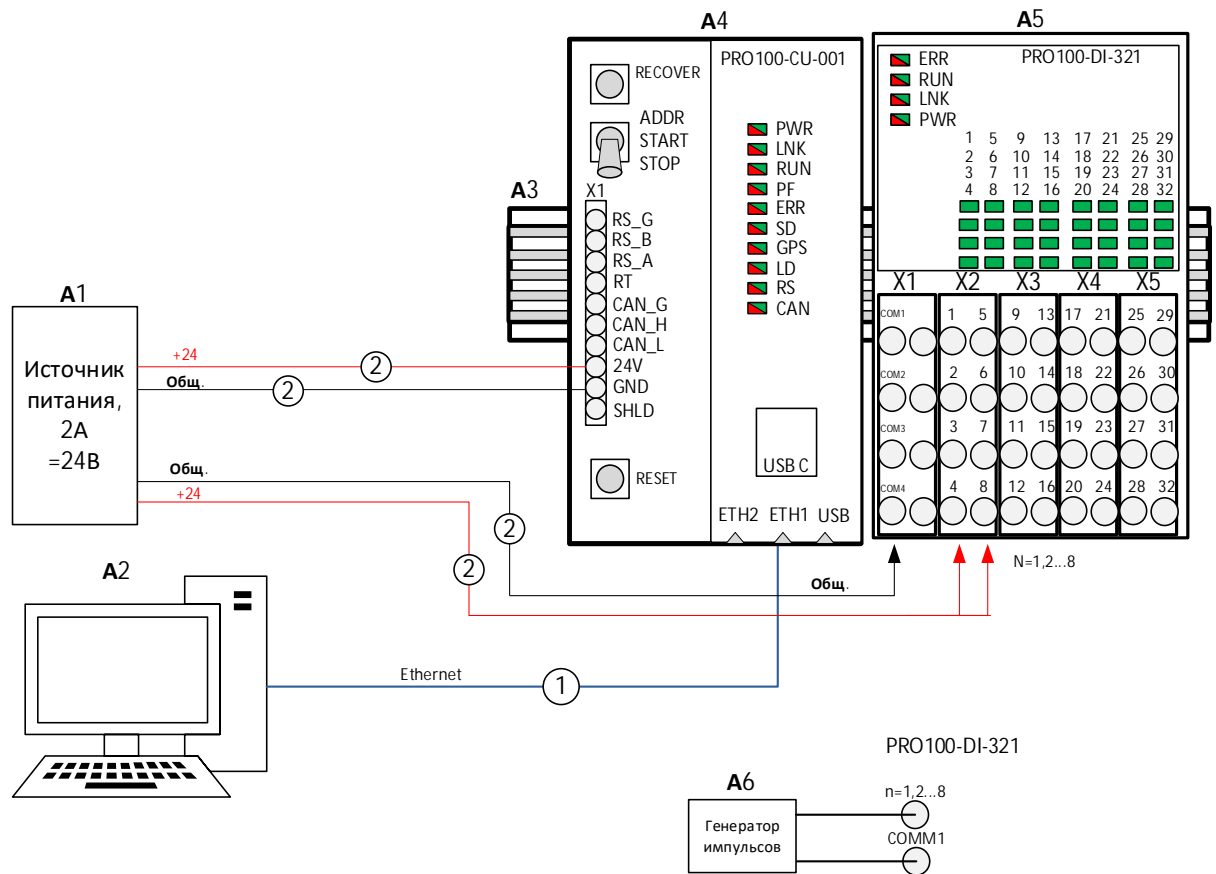 A4
A5
PRO100-CU-001
PRO100-DI-321
RECOVER
ADDR
START
STOP
PWR
LNK
RUN
PF
ERR
SD
GPS
LD
RS
CAN
ERR
RUN
LNK
PWR
1 5 9 13 17 21 25 29
2 6 10 14 18 22 26 30
3 7 11 15 19 23 27 31
4 8 12 16 20 24 28 32
A3
X1
RS_G
RS_B
RS_A
RT
CAN_G
CAN_H
CAN_L
24V
GND
SHLD
RESET
USB C
ETH2 ETH1 USB
X1 X2 X3 X4 X5
COM1 1 5 9 13 17 21 25 29
COM2 2 6 10 14 18 22 26 30
COM3 3 7 11 15 19 23 27 31
COM4 4 8 12 16 20 24 28 32
N=1,2...8
A1
Источник
питания,
2А
=24В
+24
2
Общ.
2
Общ.
+24
2
2
Общ.
A2
Ethernet
1
PRO100-DI-321
A6
Генератор
импульсов
n=1,2...8
COMM1